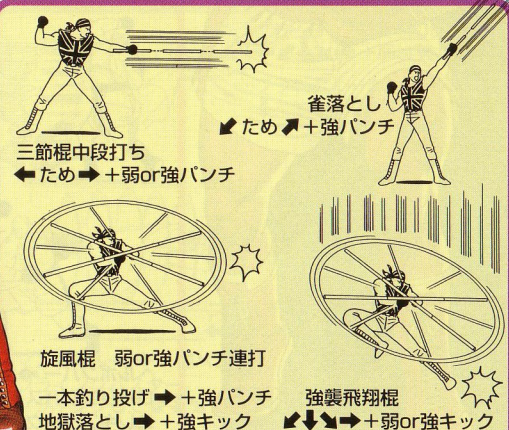 雀落とし
↙ため↗+強パンチ
三節棍中段打ち
←ため→+弱or強パンチ
旋風棍 弱or強パンチ連打
一本釣り投げ→+強パンチ
地獄落とし→+強キック
強襲飛翔棍
↙↓↘→+弱or強キック